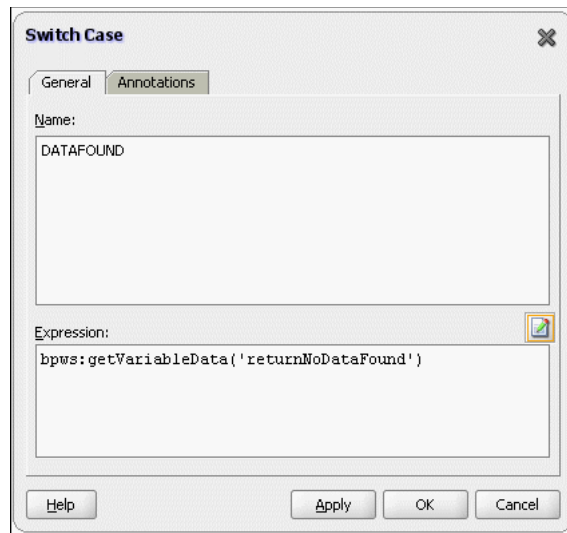 Switch Case
General Annotations
Name:
DATAFOUND
Expression:
bpws:getVariableData('returnNoDataFound')
Help Apply OK Cancel